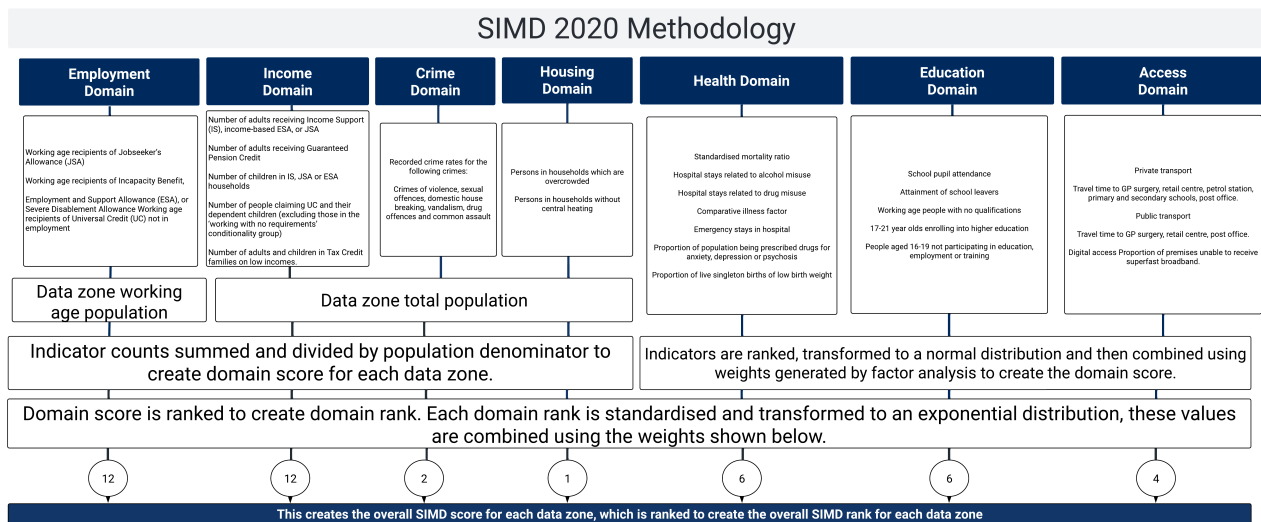 SIMD 2020 Methodology
Employment
Domain
Income
Domain
Crime
Domain
Housing
Domain
Health Domain
Education
Domain
Access
Domain
Working age recipients of Jobseeker's
Allowance (JSA)
Working age recipients of Incapacity Benefit,
Employment and Support Allowance (ESA), or
Severe Disablement Allowance Working age
recipients of Universal Credit (UC) not in
employment
Number of adults receiving Income Support
(IS), income-based ESA, or JSA
Number of adults receiving Guaranteed
Pension Credit
Number of children in IS, JSA or ESA
households
Number of people claiming UC and their
dependent children (excluding those in the
'working with no requirements'
conditionality group)
Number of adults and children in Tax Credit
families on low incomes.
Recorded crime rates for the
following crimes:
Crimes of violence, sexual
offences, domestic house
breaking, vandalism, drug
offences and common assault
Persons in households which are
overcrowded
Persons in households without
central heating
Standardised mortality ratio
Hospital stays related to alcohol misuse
Hospital stays related to drug misuse
Comparative illness factor
Emergency stays in hospital
Proportion of population being prescribed drugs for
anxiety, depression or psychosis
Proportion of live singleton births of low birth weight
School pupil attendance
Attainment of school leavers
Working age people with no qualifications
17-21 year olds enrolling into higher education
People aged 16-19 not participating in education,
employment or training
Private transport
Travel time to GP surgery, retail centre, petrol station,
primary and secondary schools, post office.
Public transport
Travel time to GP surgery, retail centre, post office.
Digital access Proportion of premises unable to receive
superfast broadband.
Data zone working
age population
Data zone total population
Indicator counts summed and divided by population denominator to
create domain score for each data zone.
Indicators are ranked, transformed to a normal distribution and then combined using
weights generated by factor analysis to create the domain score.
Domain score is ranked to create domain rank. Each domain rank is standardised and transformed to an exponential distribution, these values
are combined using the weights shown below.
12
12
2
1
6
6
4
This creates the overall SIMD score for each data zone, which is ranked to create the overall SIMD rank for each data zone